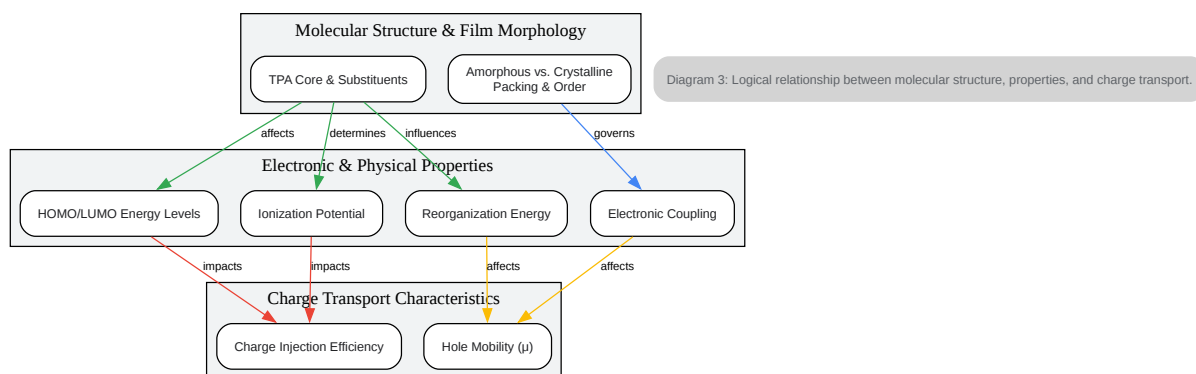 Molecular Structure & Film Morphology
TPA Core & Substituents
Amorphous vs. Crystalline
Packing & Order
Diagram 3: Logical relationship between molecular structure, properties, and charge transport.
affects
determines
influences
governs
Electronic & Physical Properties
HOMO/LUMO Energy Levels
Ionization Potential
Reorganization Energy
Electronic Coupling
impacts
impacts
affects
affects
Charge Transport Characteristics
Charge Injection Efficiency
Hole Mobility (μ)